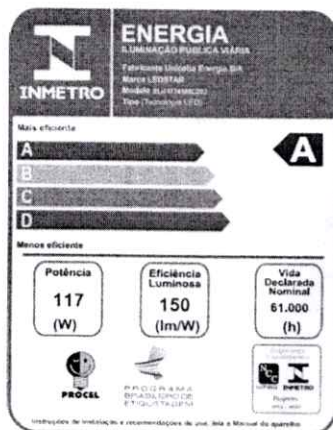 ENERGIA
ILUMINAÇÃO PÚBLICA VIÁRIA
Fabricante Unicoba Energia S/A
Marca LEDSTAR
Modelo
Tipo (Tecnologia LED)
INMETRO
Mais eficiente
A
A
B
C
D
Menos eficiente
Potência
117
(W)
Eficiência
Luminosa
150
(lm/W)
Vida
Declarada
Nominal
61.000
(h)
PROCEL
PROGRAMA
BRASILEIRO DE
ETIQUETAGEM
NCC
INMETRO
Instruções de instalação e recomendações de uso, leia o Manual do aparelho